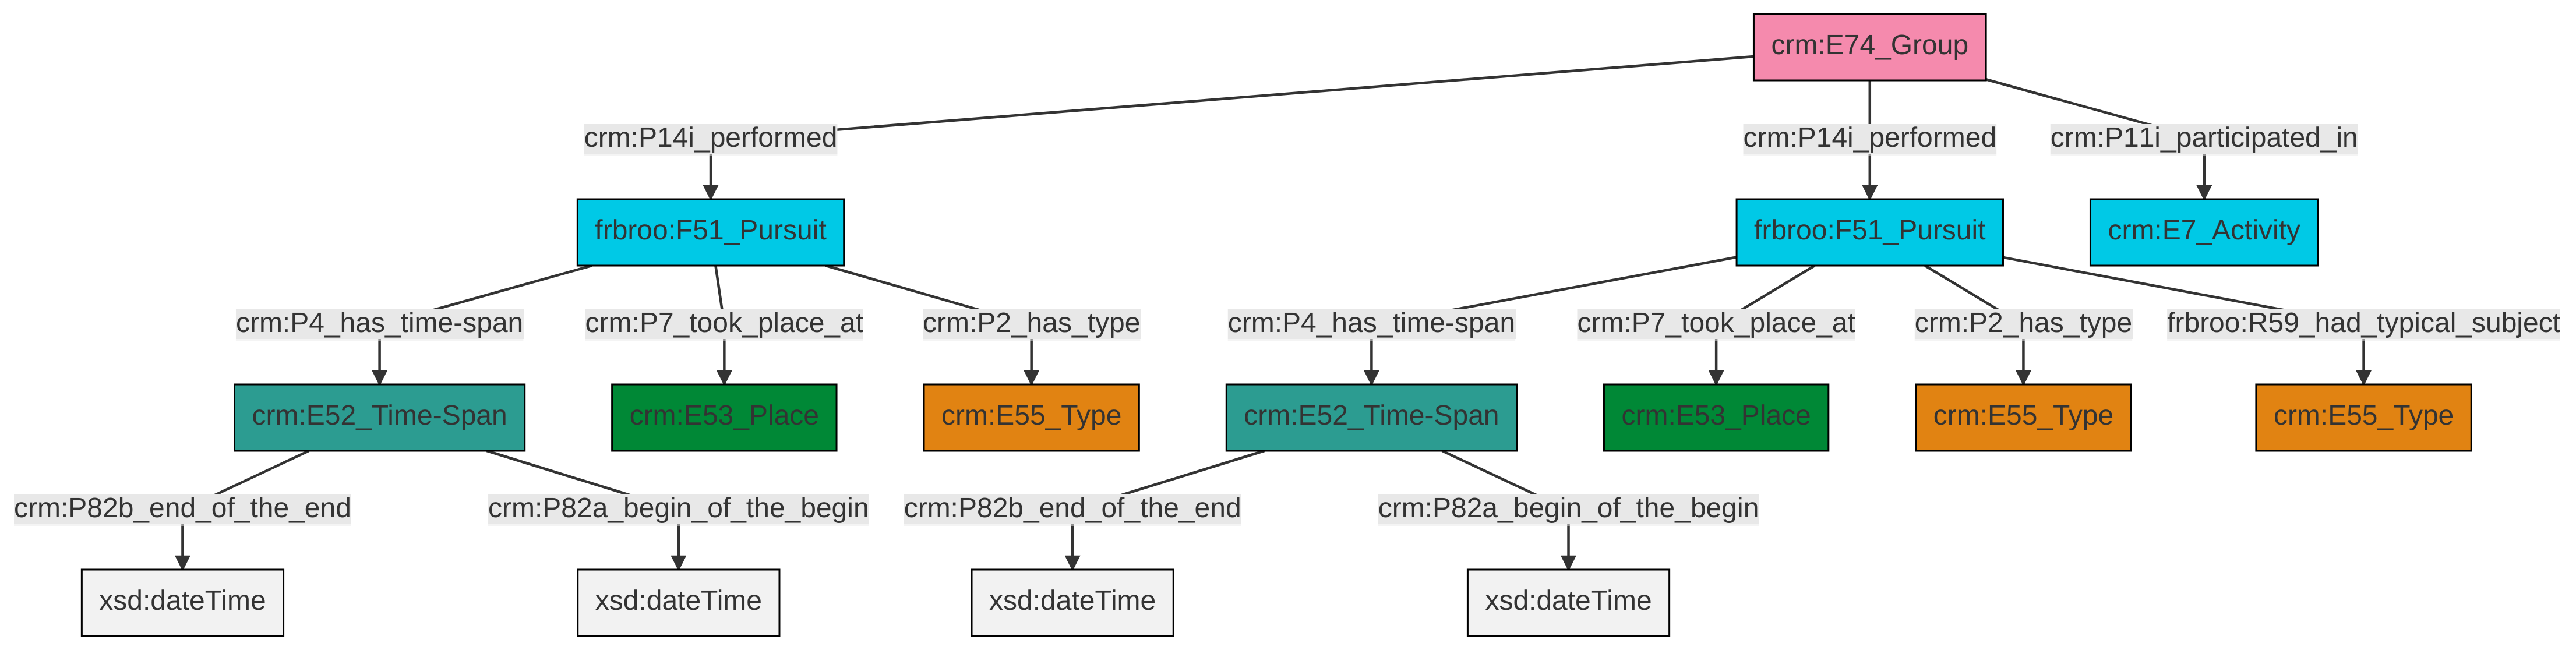 crm:E74_Group
crm:P14i_performed
crm:P14i_performed
crm:P11i_participated_in
frbroo:F51_Pursuit
frbroo:F51_Pursuit
crm:E7_Activity
crm:P4_has_time-span
crm:P7_took_place_at
crm:P2_has_type
crm:P4_has_time-span
crm:P7_took_place_at
crm:P2_has_type
frbroo:R59_had_typical_subject
crm:E52_Time-Span
crm:E53_Place
crm:E55_Type
crm:E52_Time-Span
crm:E53_Place
crm:E55_Type
crm:E55_Type
crm:P82b_end_of_the_end
crm:P82a_begin_of_the_begin
crm:P82b_end_of_the_end
crm:P82a_begin_of_the_begin
xsd:dateTime
xsd:dateTime
xsd:dateTime
xsd:dateTime